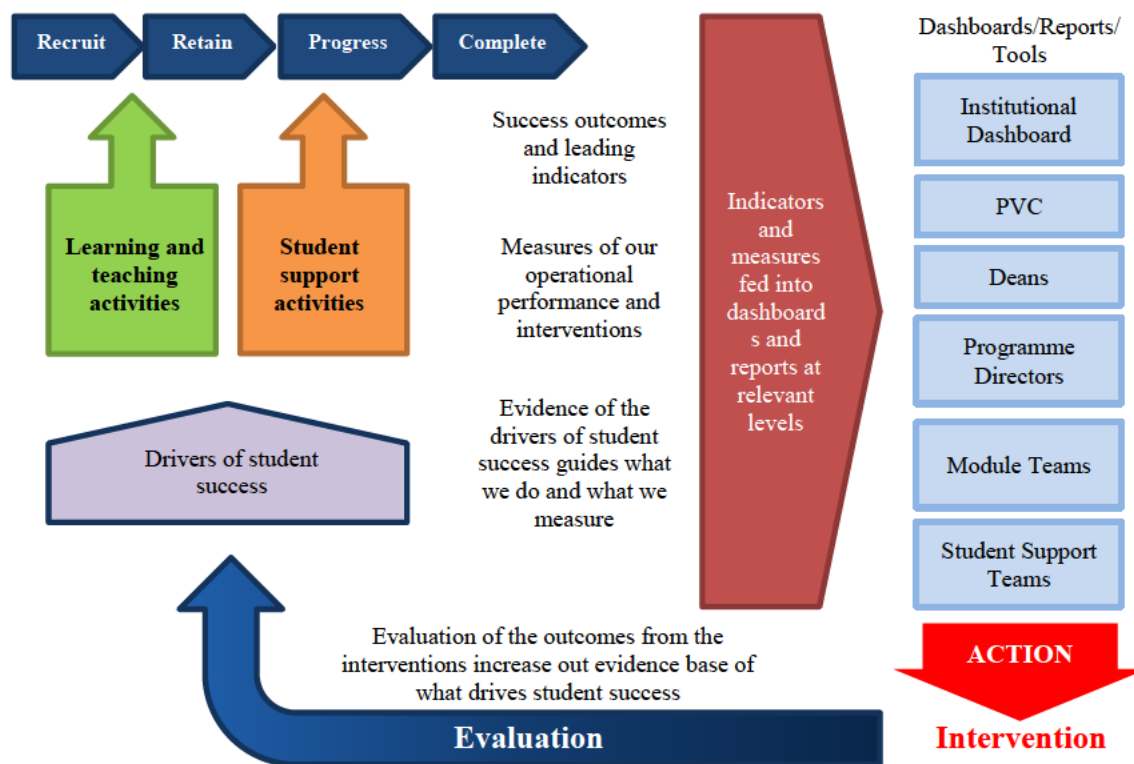 Recruit
Retain
Progress
Complete
Learning and
teaching
activities
Student
support
activities
Drivers of student
success
Success outcomes
and leading
indicators
Measures of our
operational
performance and
interventions
Evidence of the
drivers of student
success guides what
we do and what we
measure
Indicators
and
measures
fed into
dashboard
s and
reports at
relevant
levels
Dashboards/Reports/
Tools
Institutional
Dashboard
PVC
Deans
Programme
Directors
Module Teams
Student Support
Teams
ACTION
Intervention
Evaluation of the outcomes from the
interventions increase out evidence base of
what drives student success
Evaluation